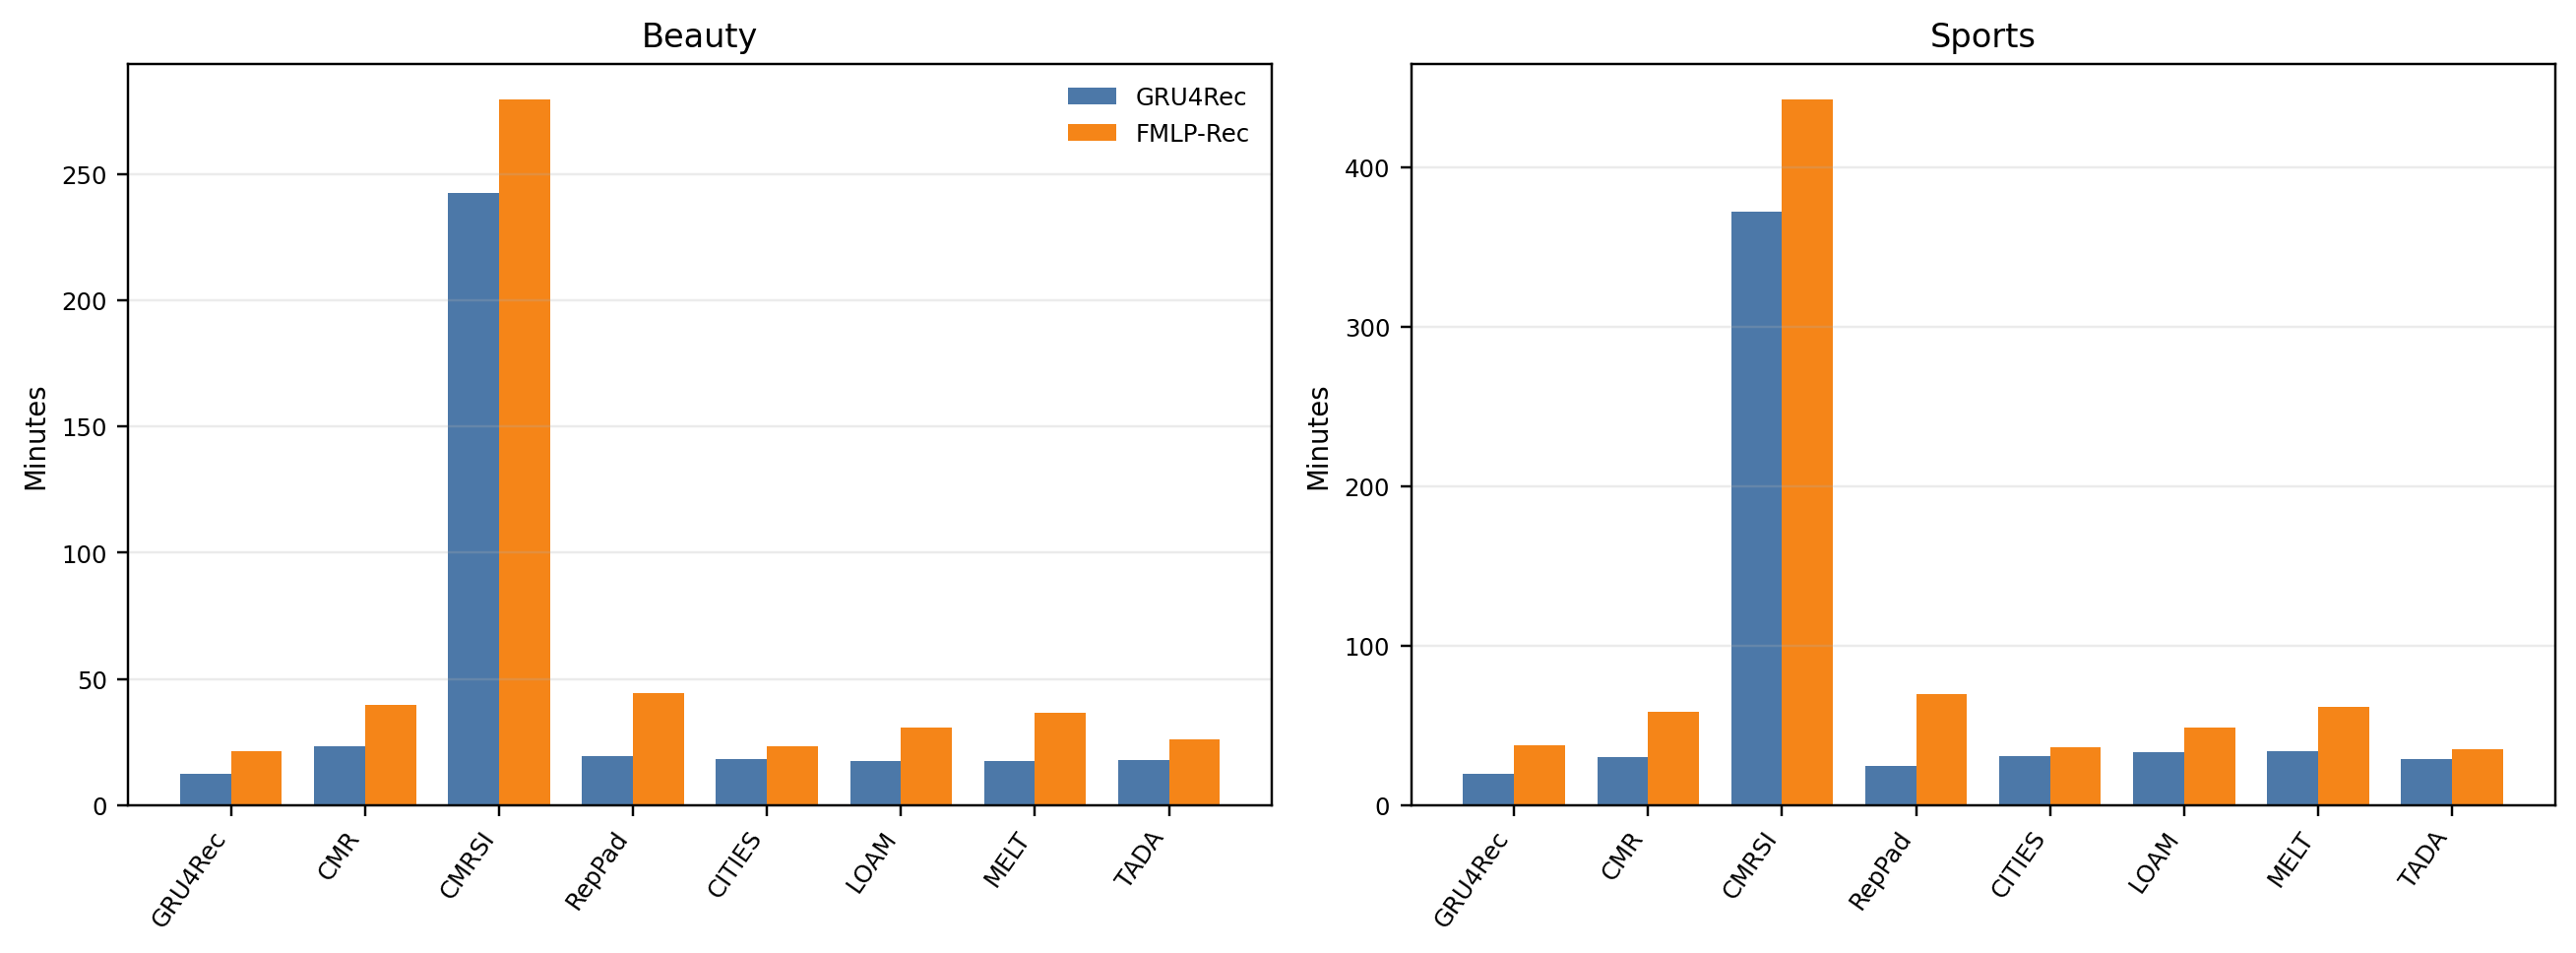 Beauty
Minutes
250
200
150
100
50
0
GRU4Rec
FMLP-Rec
GRU4Rec
CMR
CMRSI
RepPad
CITIES
LOAM
MELT
TADA
Sports
Minutes
400
300
200
100
0
GRU4Rec
CMR
CMRSI
RepPad
CITIES
LOAM
MELT
TADA